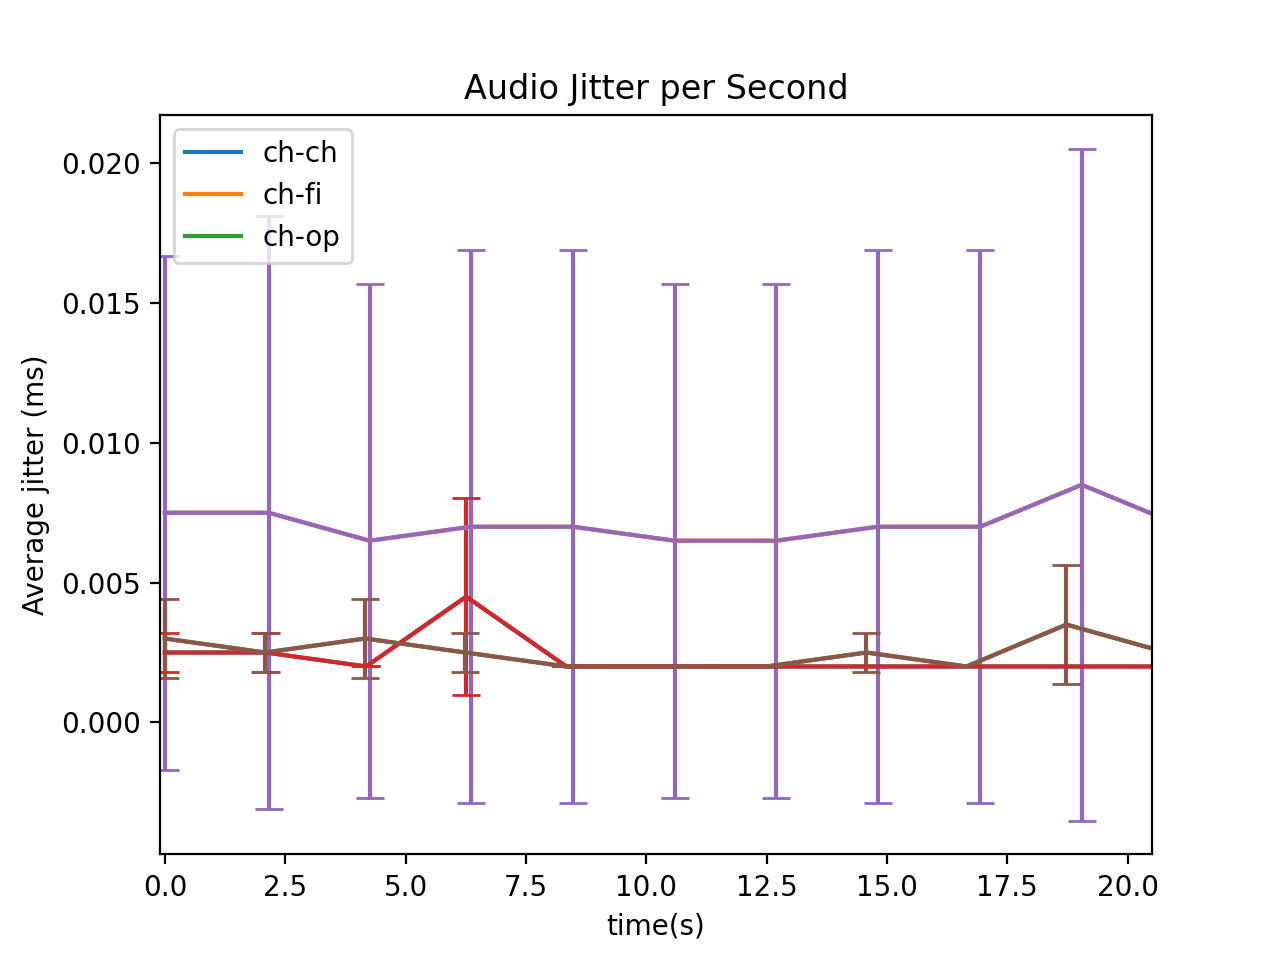 Audio Jitter per Second
ch-ch
ch-fi
ch-op
0.020
0.015
0.010
0.005
0.000
Average jitter (ms)
0.0 2.5 5.0 7.5 10.0 12.5 15.0 17.5 20.0
time(s)